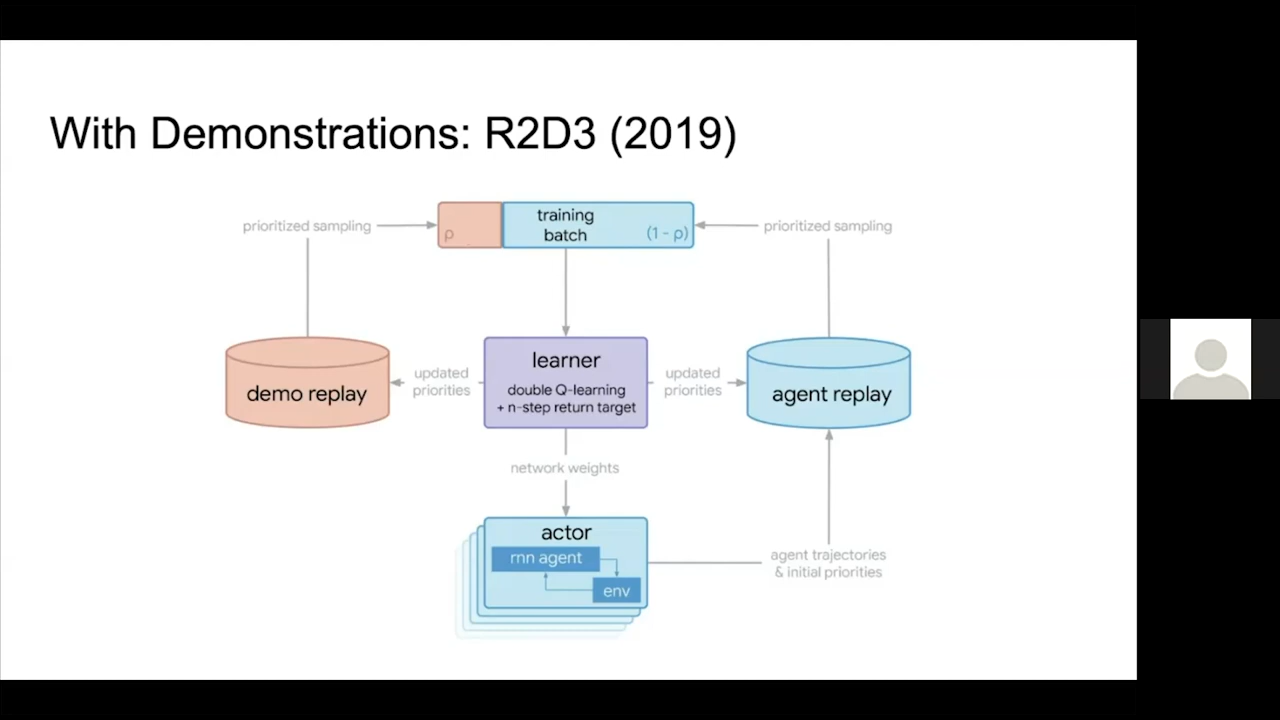 With Demonstrations: R2D3 (2019)
prioritized sampling
ρ
training
batch
(1 - ρ)
prioritized sampling
demo replay
updated
priorities
learner
double Q-learning
+ n-step return target
updated
priorities
agent replay
network weights
actor
rnn agent
env
agent trajectories
& initial priorities